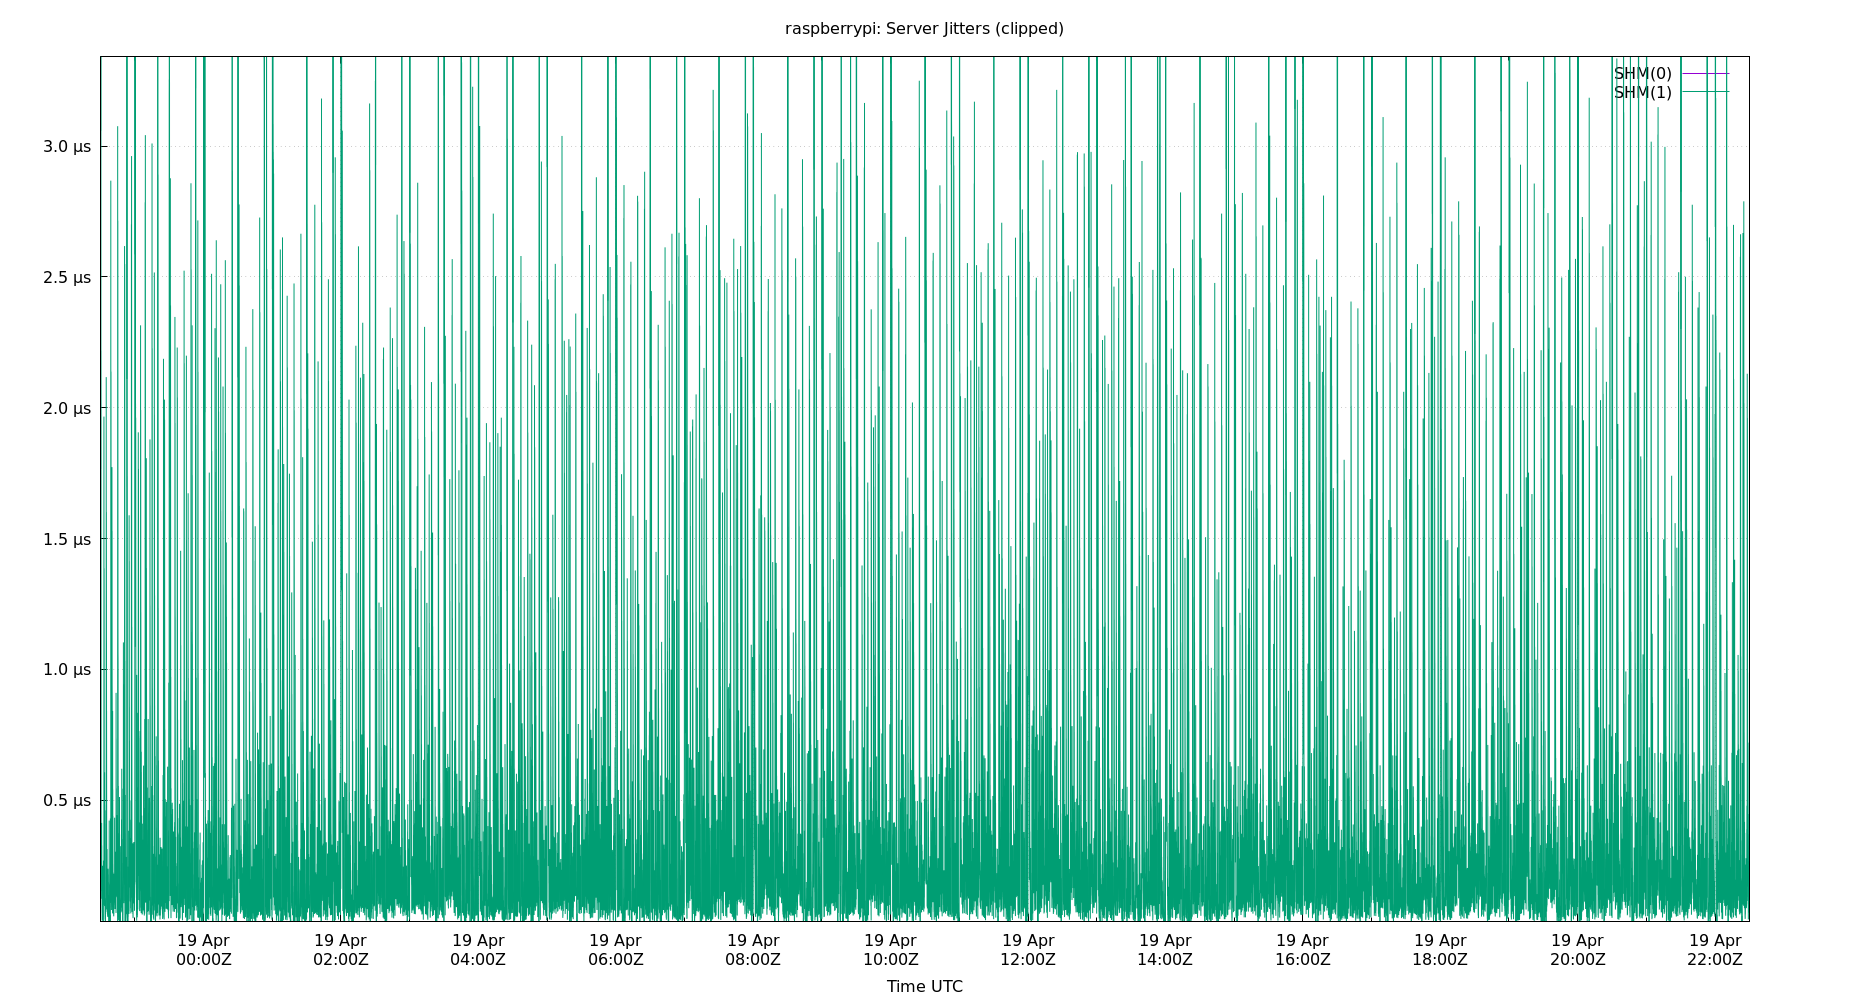 raspberrypi: Server Jitters (clipped)
SHM(0)
SHM(1)
3.0 µs
2.5 µs
2.0 µs
1.5 µs
1.0 µs
0.5 µs
19 Apr 19 Apr 19 Apr 19 Apr 19 Apr 19 Apr 19 Apr 19 Apr 19 Apr 19 Apr 19 Apr 19 Apr
00:00Z 02:00Z 04:00Z 06:00Z 08:00Z 10:00Z 12:00Z 14:00Z 16:00Z 18:00Z 20:00Z 22:00Z
Time UTC